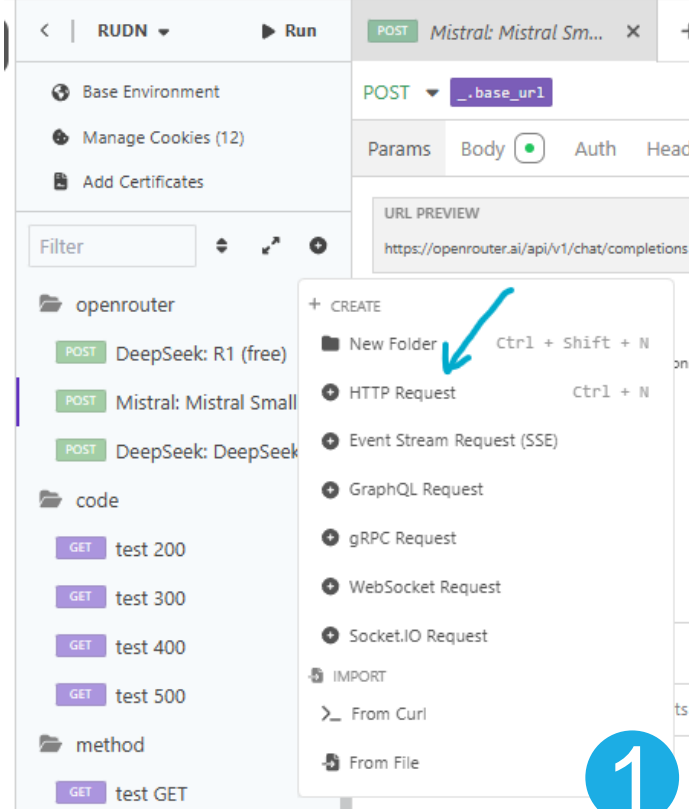 RUDN
Run
Base Environment
Manage Cookies (12)
Add Certificates
Filter
openrouter
POST DeepSeek: R1 (free)
POST Mistral: Mistral Small
POST DeepSeek: DeepSeek
code
GET test 200
GET test 300
GET test 400
GET test 500
method
GET test GET
POST Mistral: Mistral Sm...
POST _.base_url
Params Body Auth Head
URL PREVIEW
https://openrouter.ai/api/v1/chat/completions
CREATE
New Folder Ctrl + Shift + N
HTTP Request Ctrl + N
Event Stream Request (SSE)
GraphQL Request
gRPC Request
WebSocket Request
Socket.IO Request
IMPORT
From Curl
From File
1